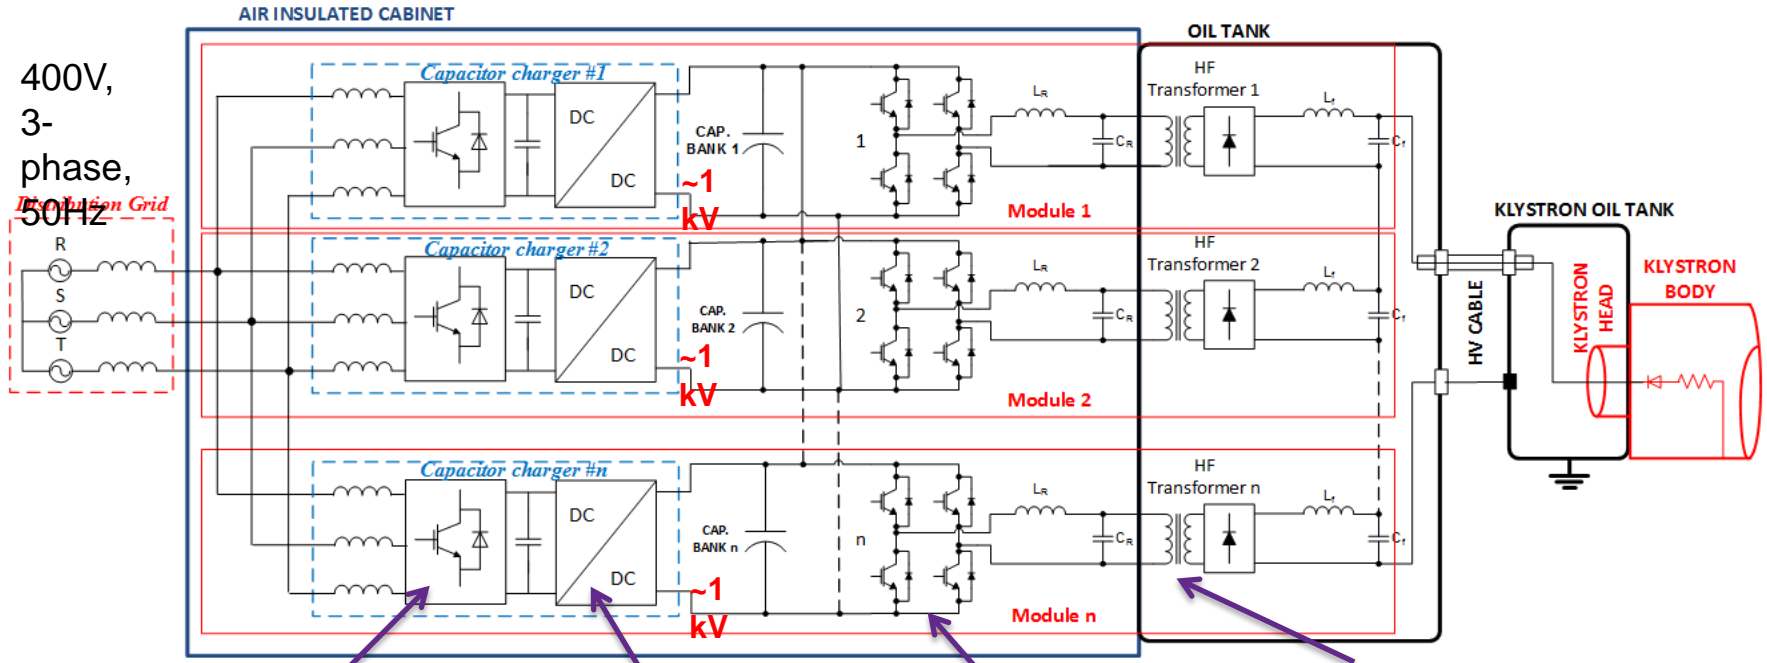 AIR INSULATED CABINET
OIL TANK
400V,
3-
phase,
50Hz
Distribution Grid
R
S
T
Capacitor charger #1
DC
DC
~1
kV
CAP.
BANK 1
1
LR
CR
HF
Transformer 1
Lf
Cf
Module 1
Capacitor charger #2
DC
DC
~1
kV
CAP.
BANK 2
2
LR
CR
HF
Transformer 2
Lf
Cf
Module 2
Capacitor charger #n
DC
DC
~1
kV
CAP.
BANK n
n
LR
CR
HF
Transformer n
Lf
Cf
Module n
HV CABLE
KLYSTRON OIL TANK
KLYSTRON
HEAD
KLYSTRON
BODY